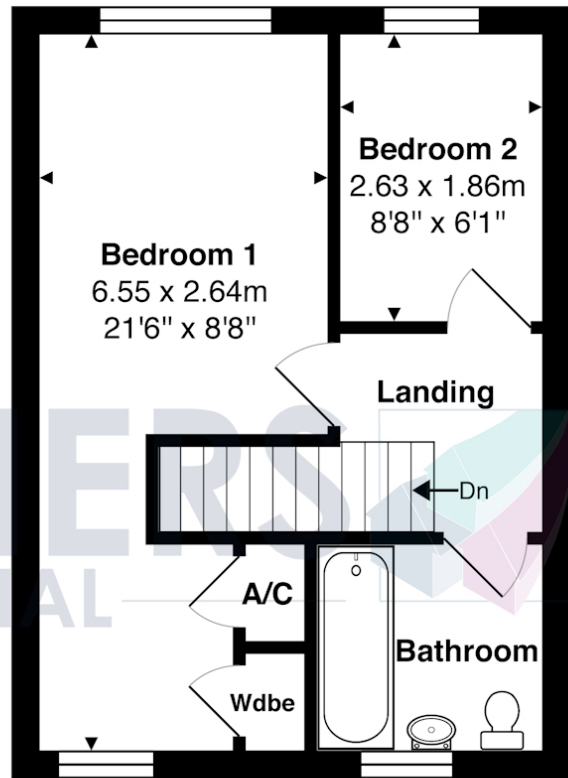 Bedroom 2
2.63 x 1.86m
8'8" x 6'1"
Bedroom 1
6.55 x 2.64m
21'6" x 8'8"
Landing
Dn
A/C
Bathroom
Wdbe